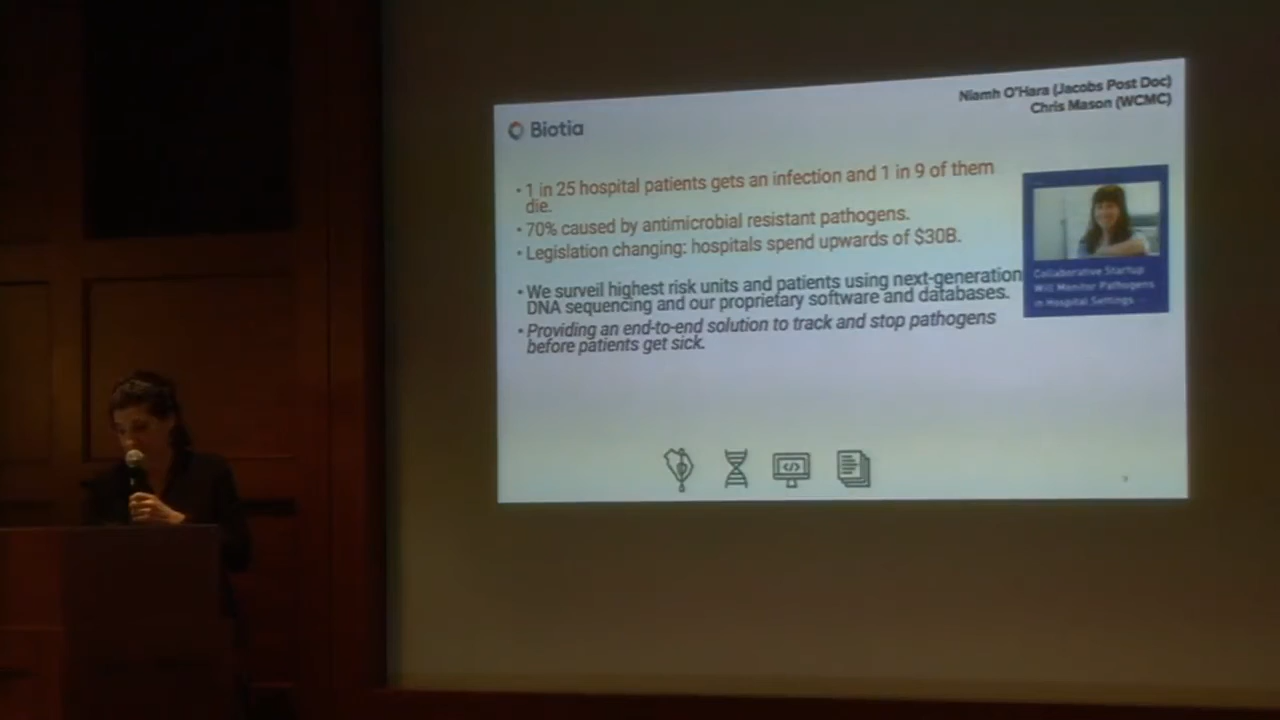 Niamh O'Hara (Jacobs Post Doc)
Chris Mason (WCMC)
Biotia
• 1 in 25 hospital patients gets an infection and 1 in 9 of them
die.
• 70% caused by antimicrobial resistant pathogens.
• Legislation changing: hospitals spend upwards of $30B.
• We surveil highest risk units and patients using next-generation
DNA sequencing and our proprietary software and databases.
• Providing an end-to-end solution to track and stop pathogens
before patients get sick.
Collaborative Startup
Will Monitor Pathogens
in Hospital Settings